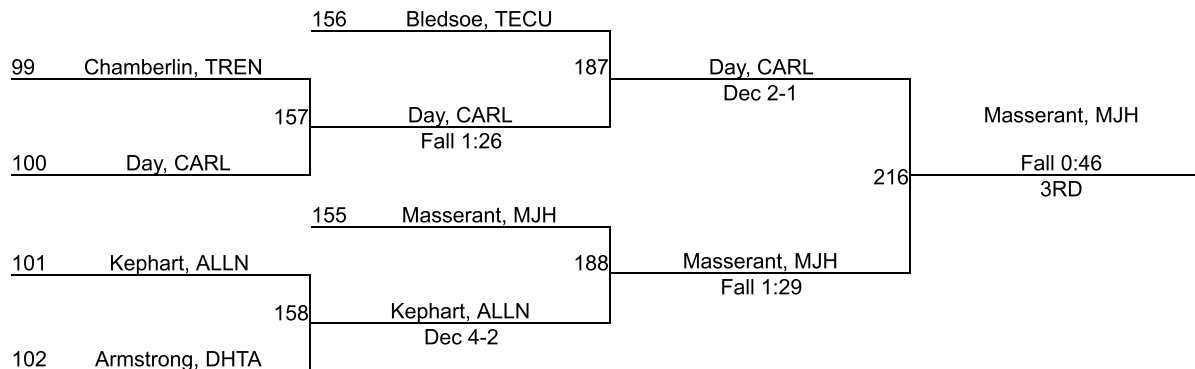 156 Bledsoe, TECU
99 Chamberlin, TREN
187 Day, CARL
Dec 2-1
157 Day, CARL
Fall 1:26
Masserant, MJH
100 Day, CARL
216 Fall 0:46
3RD
155 Masserant, MJH
101 Kephart, ALLN
188 Masserant, MJH
Fall 1:29
158 Kephart, ALLN
Dec 4-2
102 Armstrong, DHTA